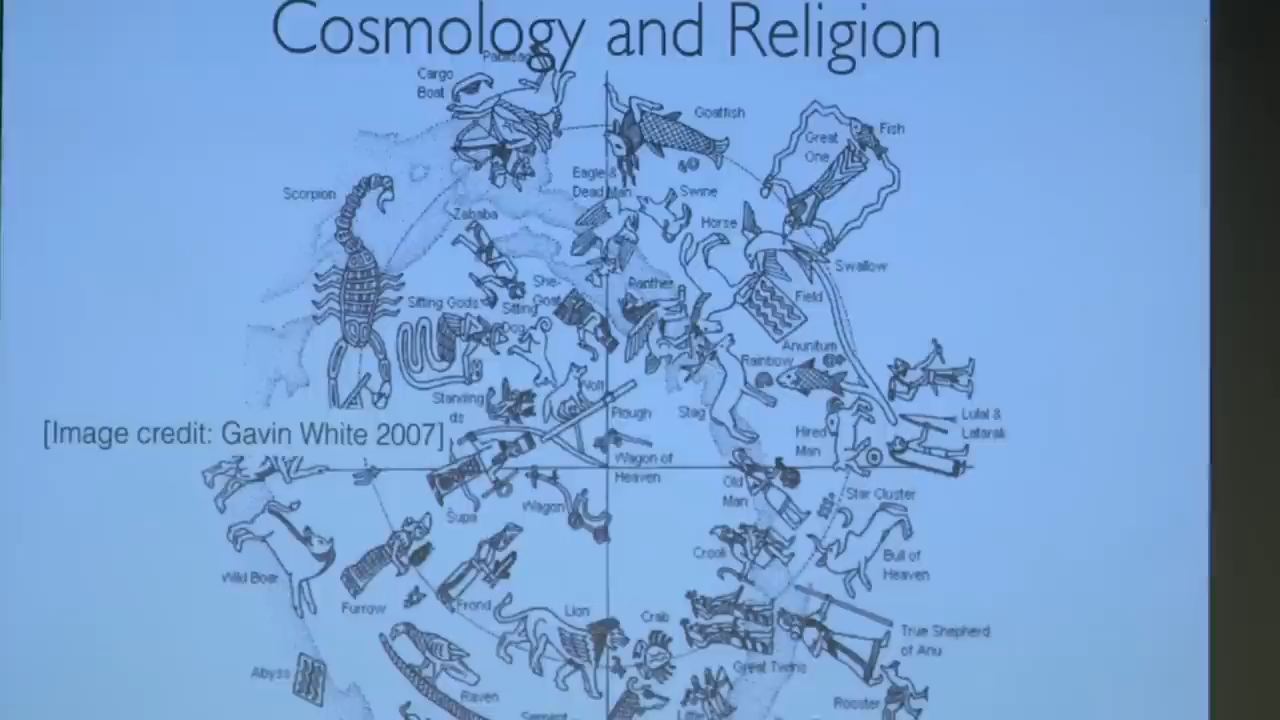 Cosmology and Religion
Cargo
Boat
Goatfish
Great
One
Fish
Eagle &
Dead Man
Swine
Scorpion
Zababa
Horse
Swallow
She-
Goat
Panther
Field
Sitting Gods
Sitting
Dog
Anunitum
Rainbow
Wolf
Standing
Plough
Stag
Lulal &
Latarak
Hired
Man
[Image credit: Gavin White 2007]
Wagon of
Heaven
Old
Man
Star Cluster
Šupa
Wagon
Crook
Bull of
Heaven
Wild Boar
Furrow
Frond
Lion
Crab
True Shepherd
of Anu
Great Twins
Abyss
Raven
Rooster
Serpent